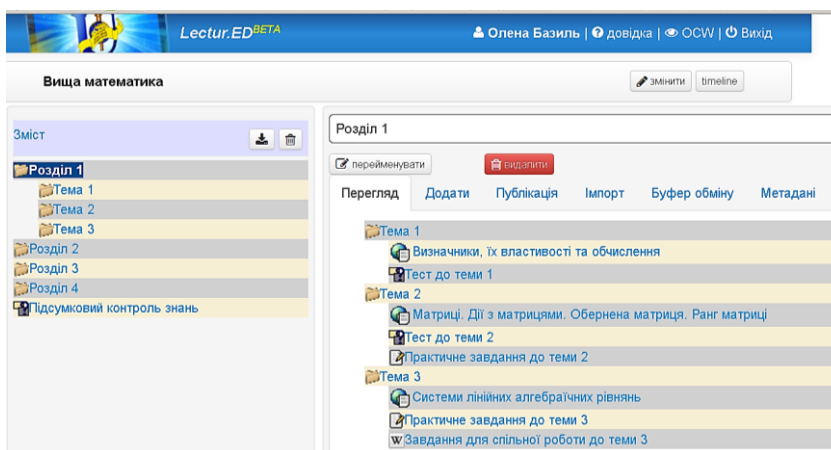 Lectur.EDBETA
Олена Базиль | довідка | OCW | Вихід
Вища математика
змінити
timeline
Зміст
Розділ 1
Тема 1
Тема 2
Тема 3
Розділ 2
Розділ 3
Розділ 4
Підсумковий контроль знань
Розділ 1
перейменувати
видалити
Перегляд Додати Публікація Імпорт Буфер обміну Метадані
Тема 1
Визначники, їх властивості та обчислення
Тест до теми 1
Тема 2
Матриці. Дії з матрицями. Обернена матриця. Ранг матриці
Тест до теми 2
Практичне завдання до теми 2
Тема 3
Системи лінійних алгебраїчних рівнянь
Практичне завдання до теми 3
W Завдання для спільної роботи до теми 3